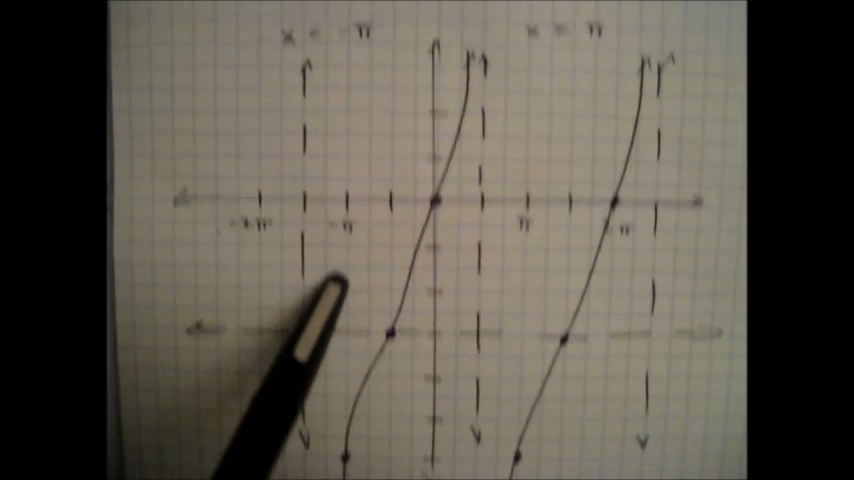 x = -π x = π
-2π -π π 2π